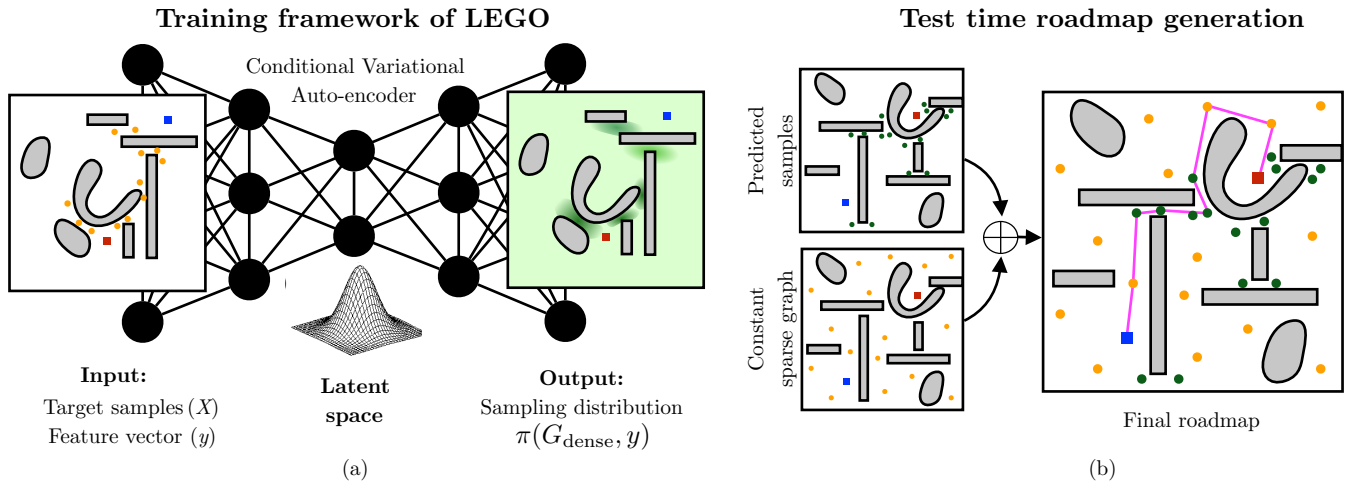 Training framework of LEGO
Conditional Variational
Auto-encoder
Input:
Target samples (X)
Feature vector (y)
Latent
space
Output:
Sampling distribution
π(G_dense, y)
(a)
Test time roadmap generation
Predicted
samples
Constant
sparse graph
Final roadmap
(b)